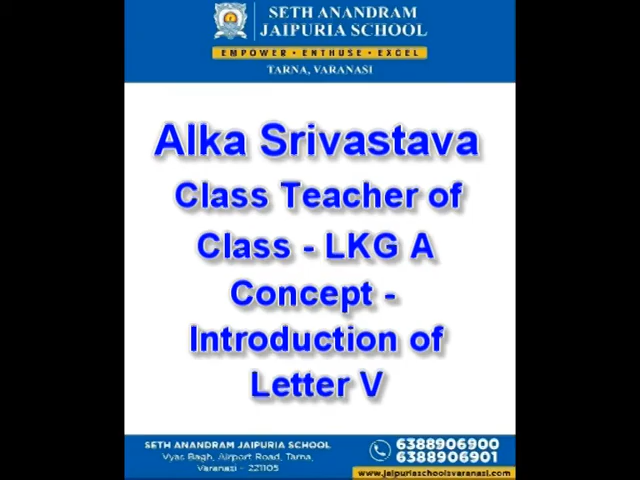 SETH ANANDRAM
JAIPURIA SCHOOL
EMPOWER • ENTHUSE • EXCEL
TARNA, VARANASI
Alka Srivastava
Class Teacher of
Class - LKG A
Concept -
Introduction of
Letter V
SETH ANANDRAM JAIPURIA SCHOOL
Vyas Bagh, Airport Road, Tarna,
Varanasi - 221105
6388906900
6388906901
www.jaipuriaschoolsvaranasi.com